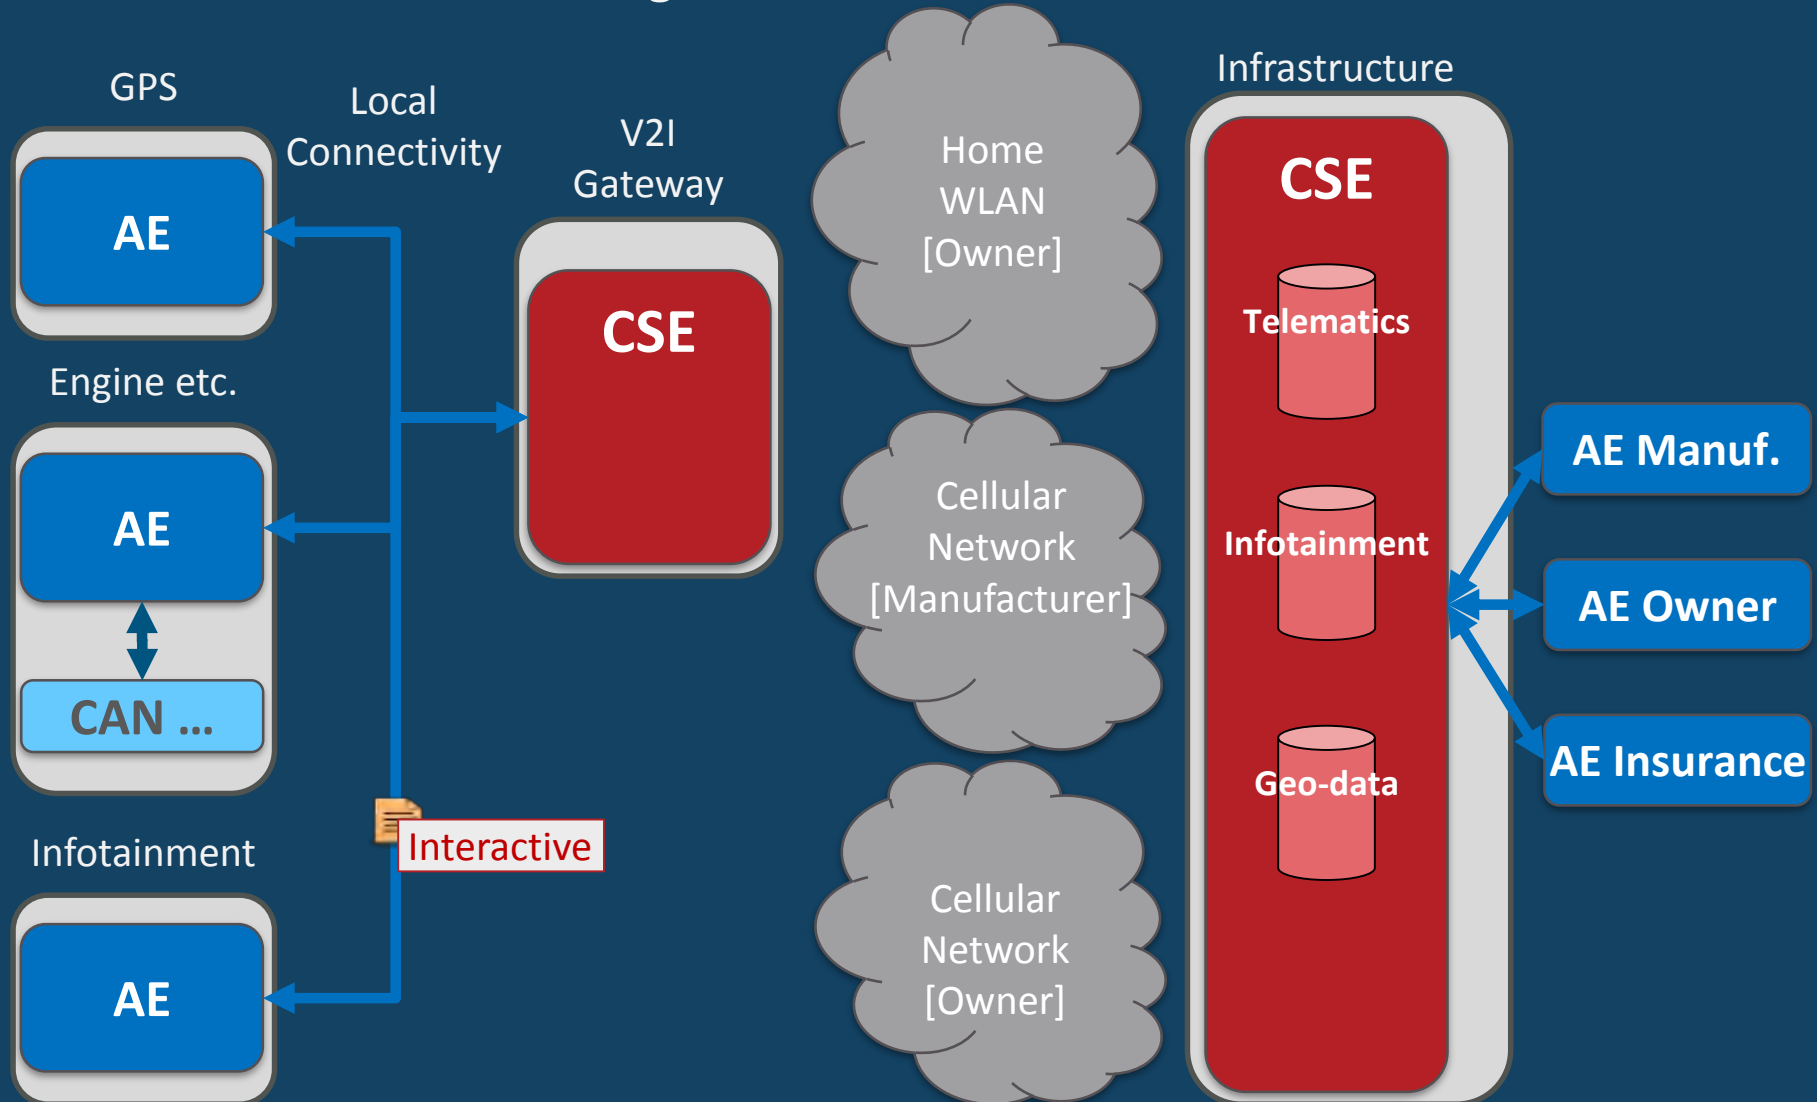 GPS
AE
Engine etc.
AE
CAN ...
Infotainment
AE
Local
Connectivity
Interactive
V2I
Gateway
CSE
Home
WLAN
[Owner]
Cellular
Network
[Manufacturer]
Cellular
Network
[Owner]
Infrastructure
CSE
Telematics
Infotainment
Geo-data
AE Manuf.
AE Owner
AE Insurance